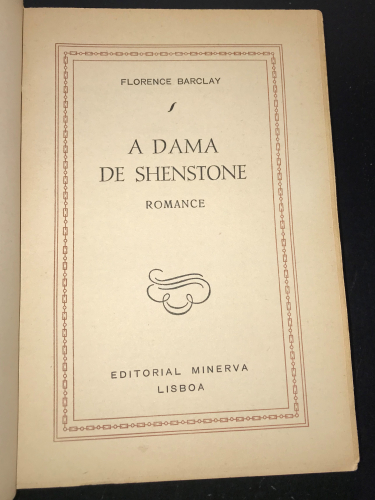 FLORENCE BARCLAY
A DAMA
DE SHENSTONE
ROMANCE
EDITORIAL MINERVA
LISBOA